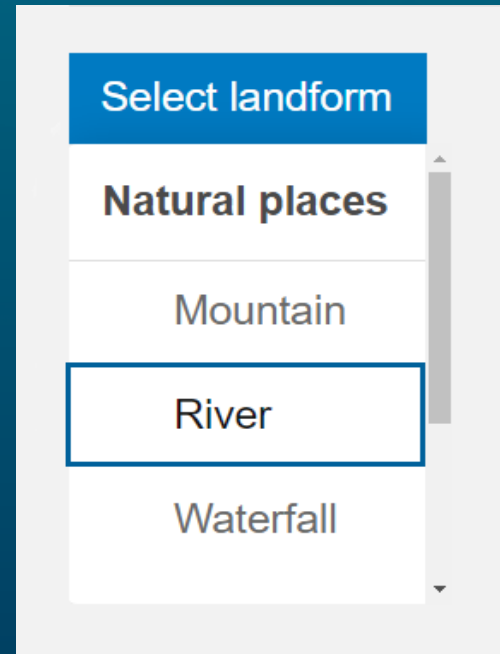 Select landform
Natural places
Mountain
River
Waterfall